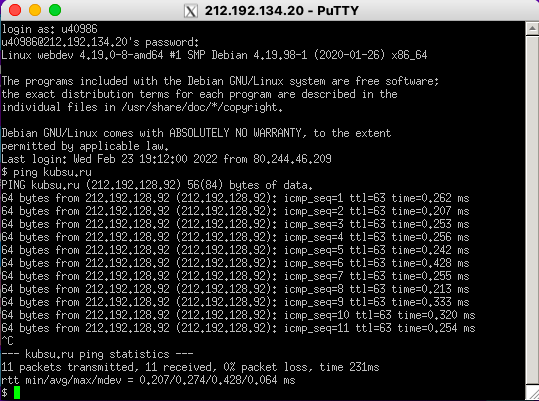 212.192.134.20 - PuTTY
login as: u40986
u40986@212.192.134.20's password:
Linux webdev 4.19.0-8-amd64 #1 SMP Debian 4.19.98-1 (2020-01-26) x86_64
The programs included with the Debian GNU/Linux system are free software;
the exact distribution terms for each program are described in the
individual files in /usr/share/doc/*/copyright.
Debian GNU/Linux comes with ABSOLUTELY NO WARRANTY, to the extent
permitted by applicable law.
Last login: Wed Feb 23 19:12:00 2022 from 80.244.46.209
$ ping kubsu.ru
PING kubsu.ru (212.192.128.92) 56(84) bytes of data.
64 bytes from 212.192.128.92 (212.192.128.92): icmp_seq=1 ttl=63 time=0.262 ms
64 bytes from 212.192.128.92 (212.192.128.92): icmp_seq=2 ttl=63 time=0.207 ms
64 bytes from 212.192.128.92 (212.192.128.92): icmp_seq=3 ttl=63 time=0.253 ms
64 bytes from 212.192.128.92 (212.192.128.92): icmp_seq=4 ttl=63 time=0.256 ms
64 bytes from 212.192.128.92 (212.192.128.92): icmp_seq=5 ttl=63 time=0.242 ms
64 bytes from 212.192.128.92 (212.192.128.92): icmp_seq=6 ttl=63 time=0.428 ms
64 bytes from 212.192.128.92 (212.192.128.92): icmp_seq=7 ttl=63 time=0.255 ms
64 bytes from 212.192.128.92 (212.192.128.92): icmp_seq=8 ttl=63 time=0.213 ms
64 bytes from 212.192.128.92 (212.192.128.92): icmp_seq=9 ttl=63 time=0.333 ms
64 bytes from 212.192.128.92 (212.192.128.92): icmp_seq=10 ttl=63 time=0.320 ms
64 bytes from 212.192.128.92 (212.192.128.92): icmp_seq=11 ttl=63 time=0.254 ms
^C
--- kubsu.ru ping statistics ---
11 packets transmitted, 11 received, 0% packet loss, time 231ms
rtt min/avg/max/mdev = 0.207/0.274/0.428/0.064 ms
$